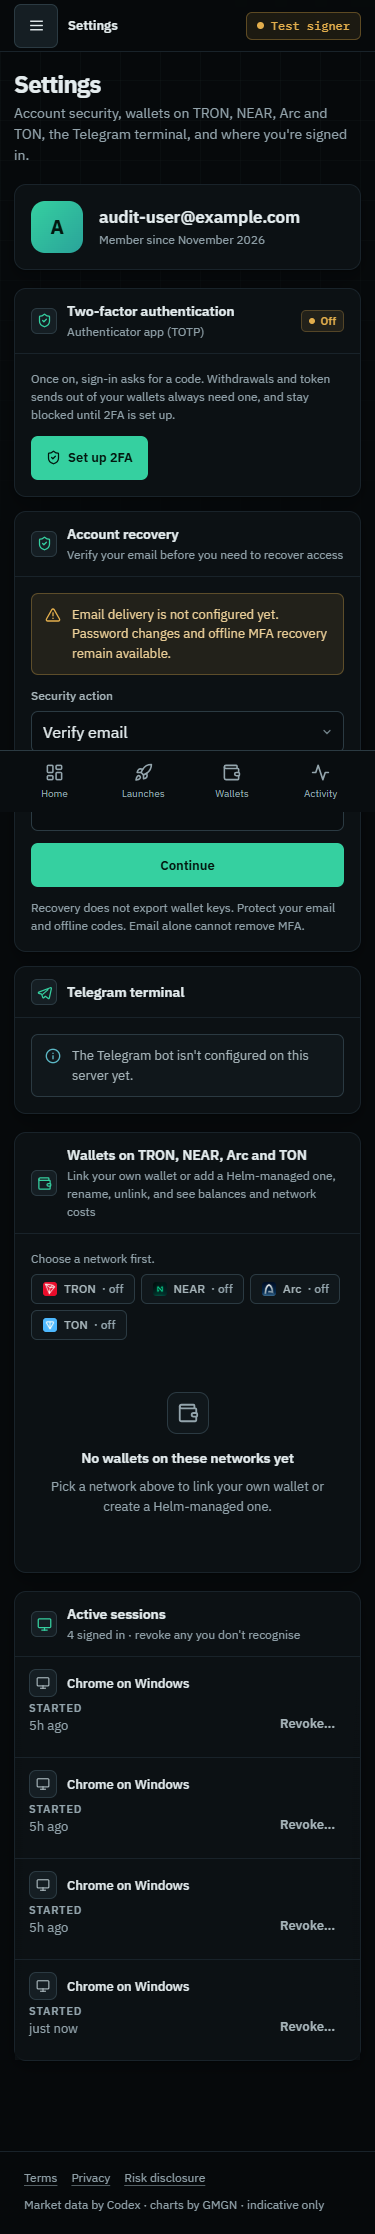 Settings
Test signer
Settings
Account security, wallets on TRON, NEAR, Arc and
TON, the Telegram terminal, and where you're signed
in.
A
audit-user@example.com
Member since November 2026
Two-factor authentication
Authenticator app (TOTP)
Off
Once on, sign-in asks for a code. Withdrawals and token
sends out of your wallets always need one, and stay
blocked until 2FA is set up.
Set up 2FA
Account recovery
Verify your email before you need to recover access
Email delivery is not configured yet.
Password changes and offline MFA recovery
remain available.
Security action
Verify email
Home
Launches
Wallets
Activity
Continue
Recovery does not export wallet keys. Protect your email
and offline codes. Email alone cannot remove MFA.
Telegram terminal
The Telegram bot isn't configured on this
server yet.
Wallets on TRON, NEAR, Arc and TON
Link your own wallet or add a Helm-managed one,
rename, unlink, and see balances and network
costs
Choose a network first.
TRON · off
NEAR · off
Arc · off
TON · off
No wallets on these networks yet
Pick a network above to link your own wallet or
create a Helm-managed one.
Active sessions
4 signed in · revoke any you don't recognise
Chrome on Windows
STARTED
5h ago
Revoke...
Chrome on Windows
STARTED
5h ago
Revoke...
Chrome on Windows
STARTED
5h ago
Revoke...
Chrome on Windows
STARTED
just now
Revoke...
Terms
Privacy
Risk disclosure
Market data by Codex · charts by GMGN · indicative only